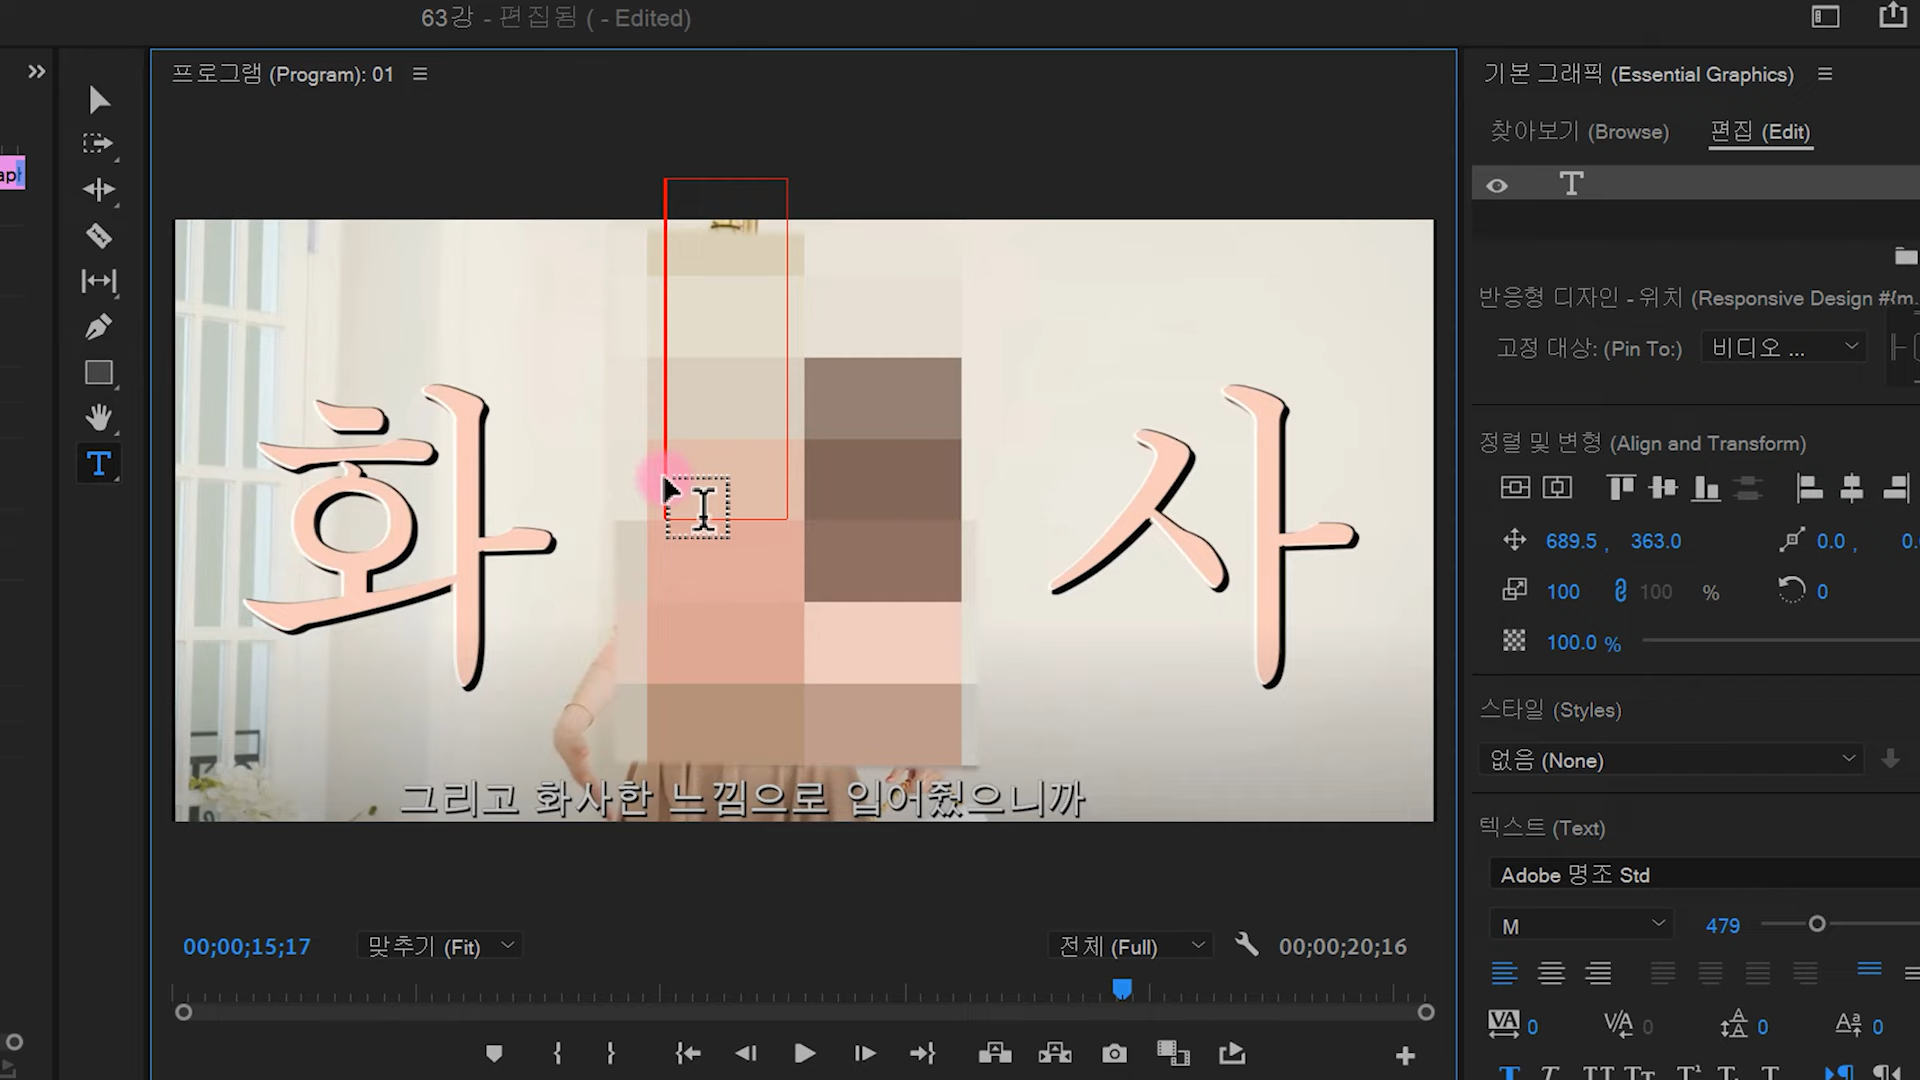 63강 - 편집됨 ( - Edited)
프로그램 (Program): 01
기본 그래픽 (Essential Graphics)
찾아보기 (Browse) 편집 (Edit)
T
반응형 디자인 - 위치 (Responsive Design #{m.
고정 대상: (Pin To:) 비디오 ...
화 사
정렬 및 변형 (Align and Transform)
689.5 , 363.0 0.0 ,
100 100 % 0
100.0 %
스타일 (Styles)
없음 (None)
그리고 화사한 느낌으로 입어줬으니까
텍스트 (Text)
Adobe 명조 Std
M 479
00;00;15;17 맞추기 (Fit) 전체 (Full) 00;00;20;16
0 0 0 0